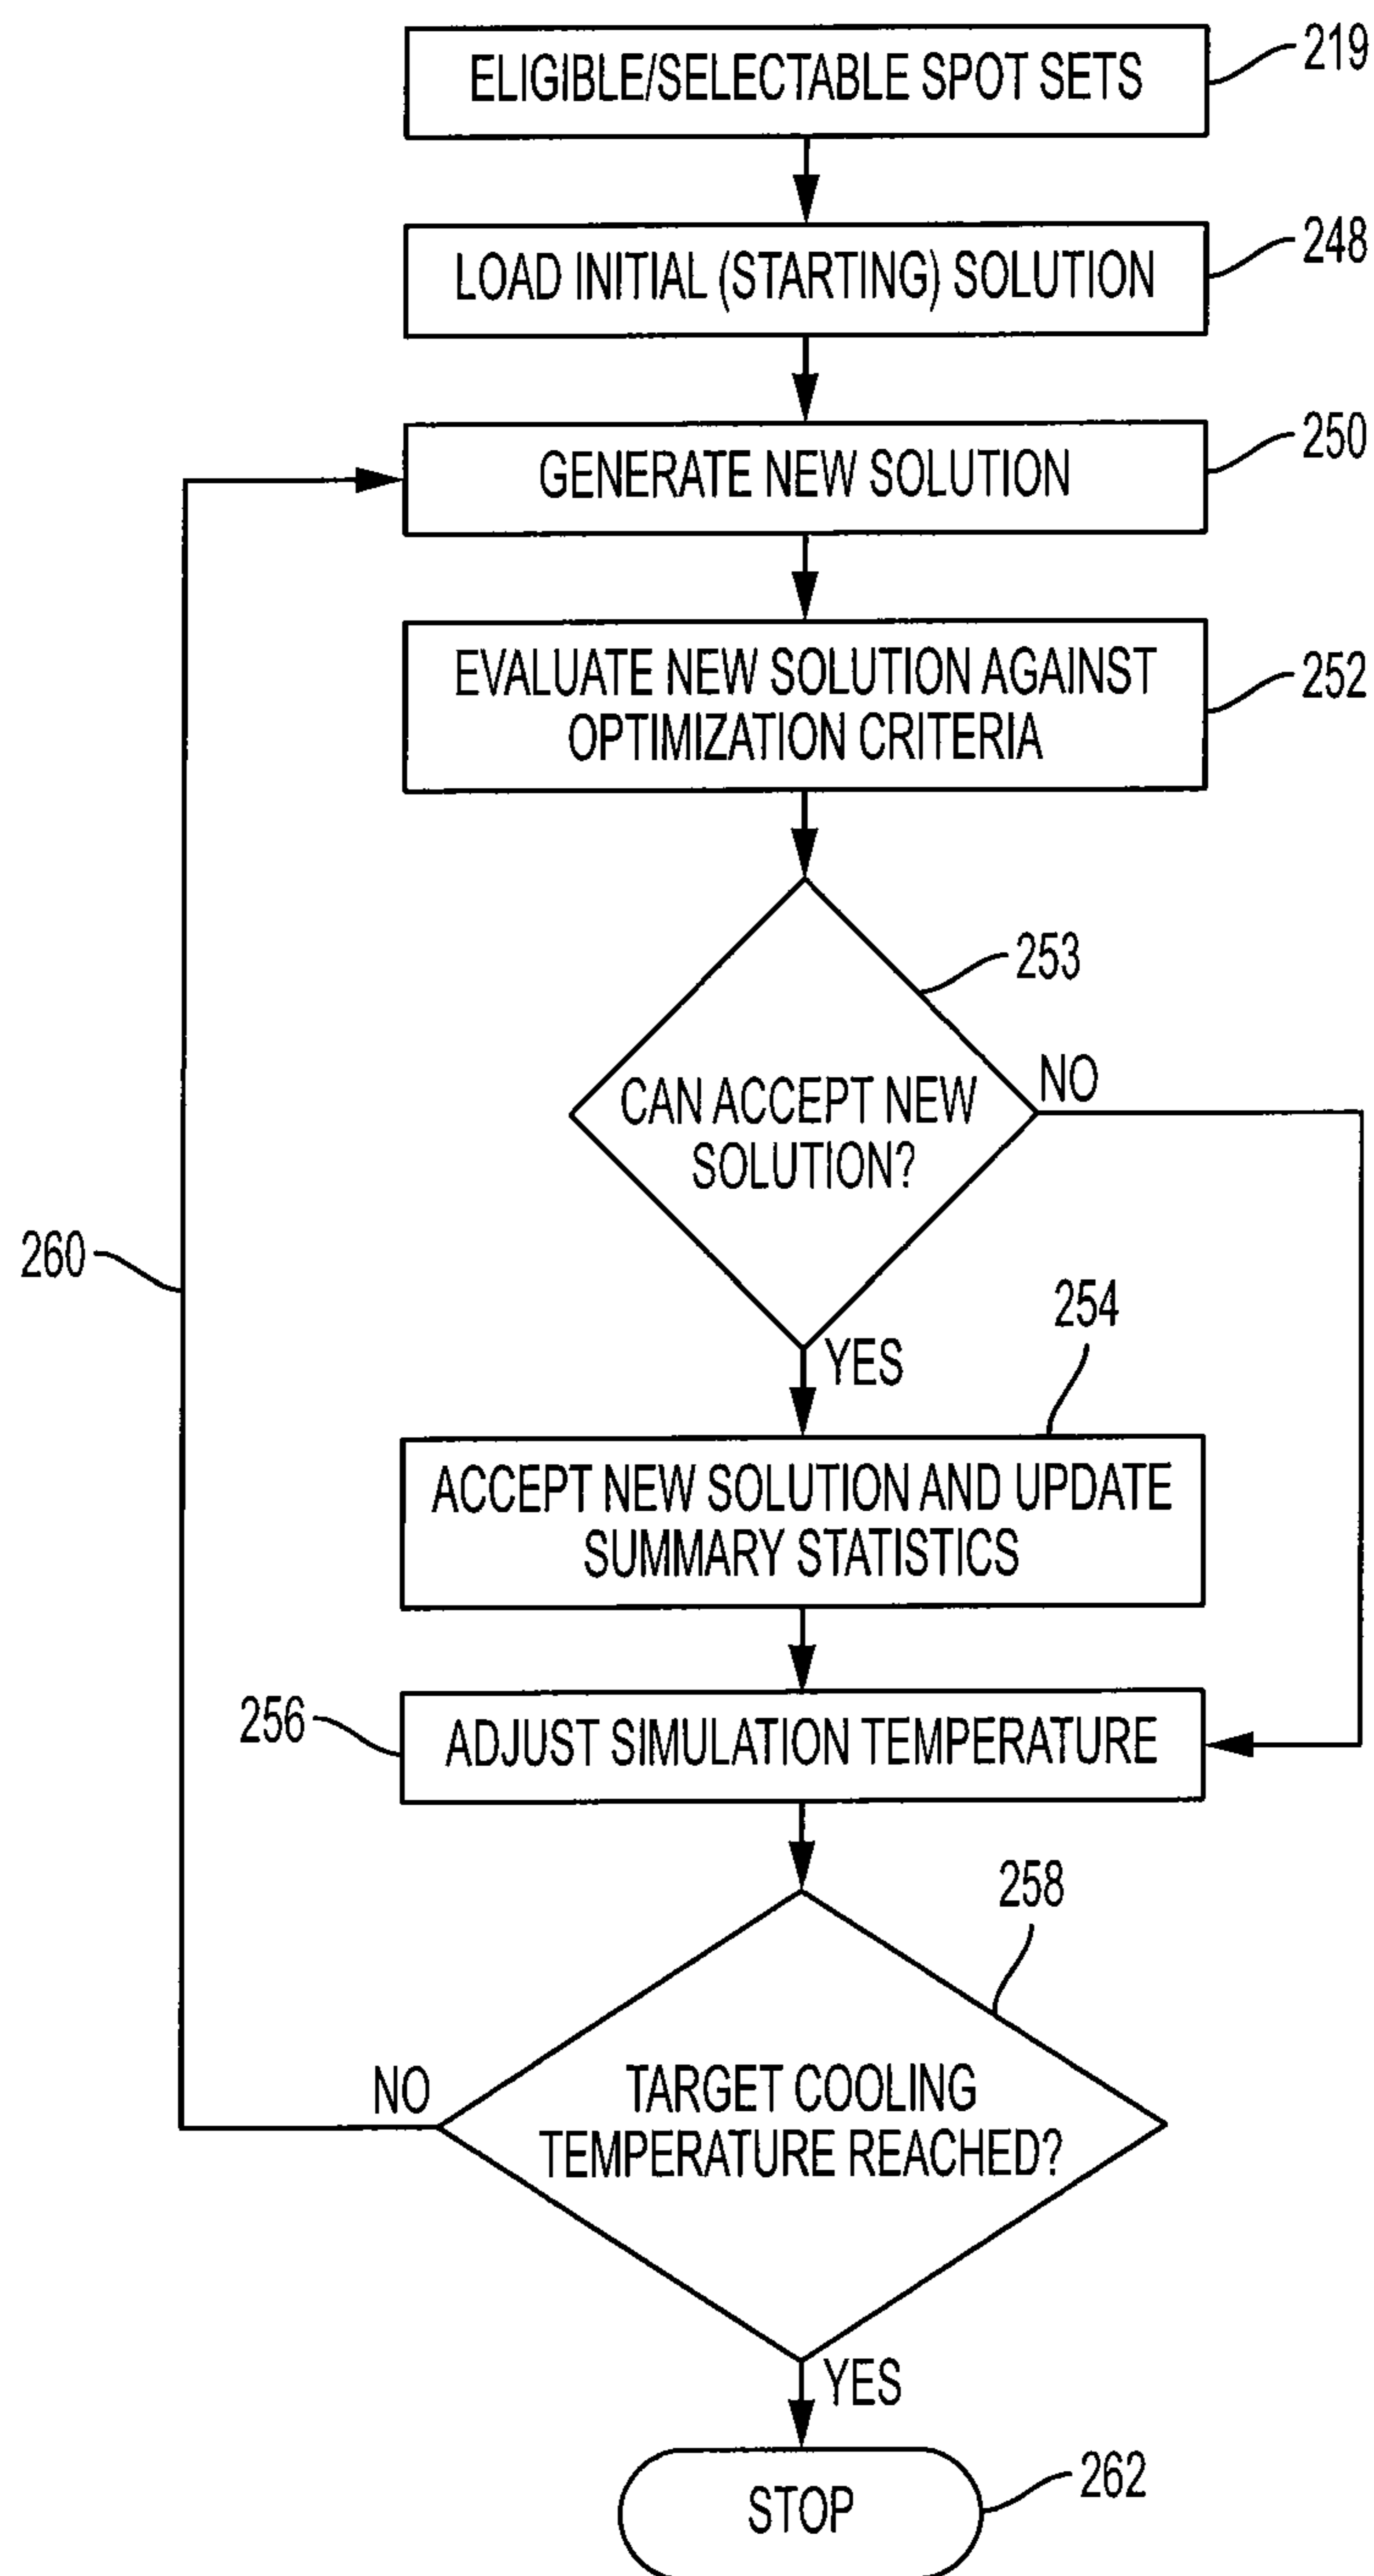 ELIGIBLE/SELECTABLE SPOT SETS
219
LOAD INITIAL (STARTING) SOLUTION
248
GENERATE NEW SOLUTION
250
EVALUATE NEW SOLUTION AGAINST
OPTIMIZATION CRITERIA
252
253
CAN ACCEPT NEW
SOLUTION?
NO
260
YES
254
ACCEPT NEW SOLUTION AND UPDATE
SUMMARY STATISTICS
256
ADJUST SIMULATION TEMPERATURE
258
NO
TARGET COOLING
TEMPERATURE REACHED?
YES
STOP
262